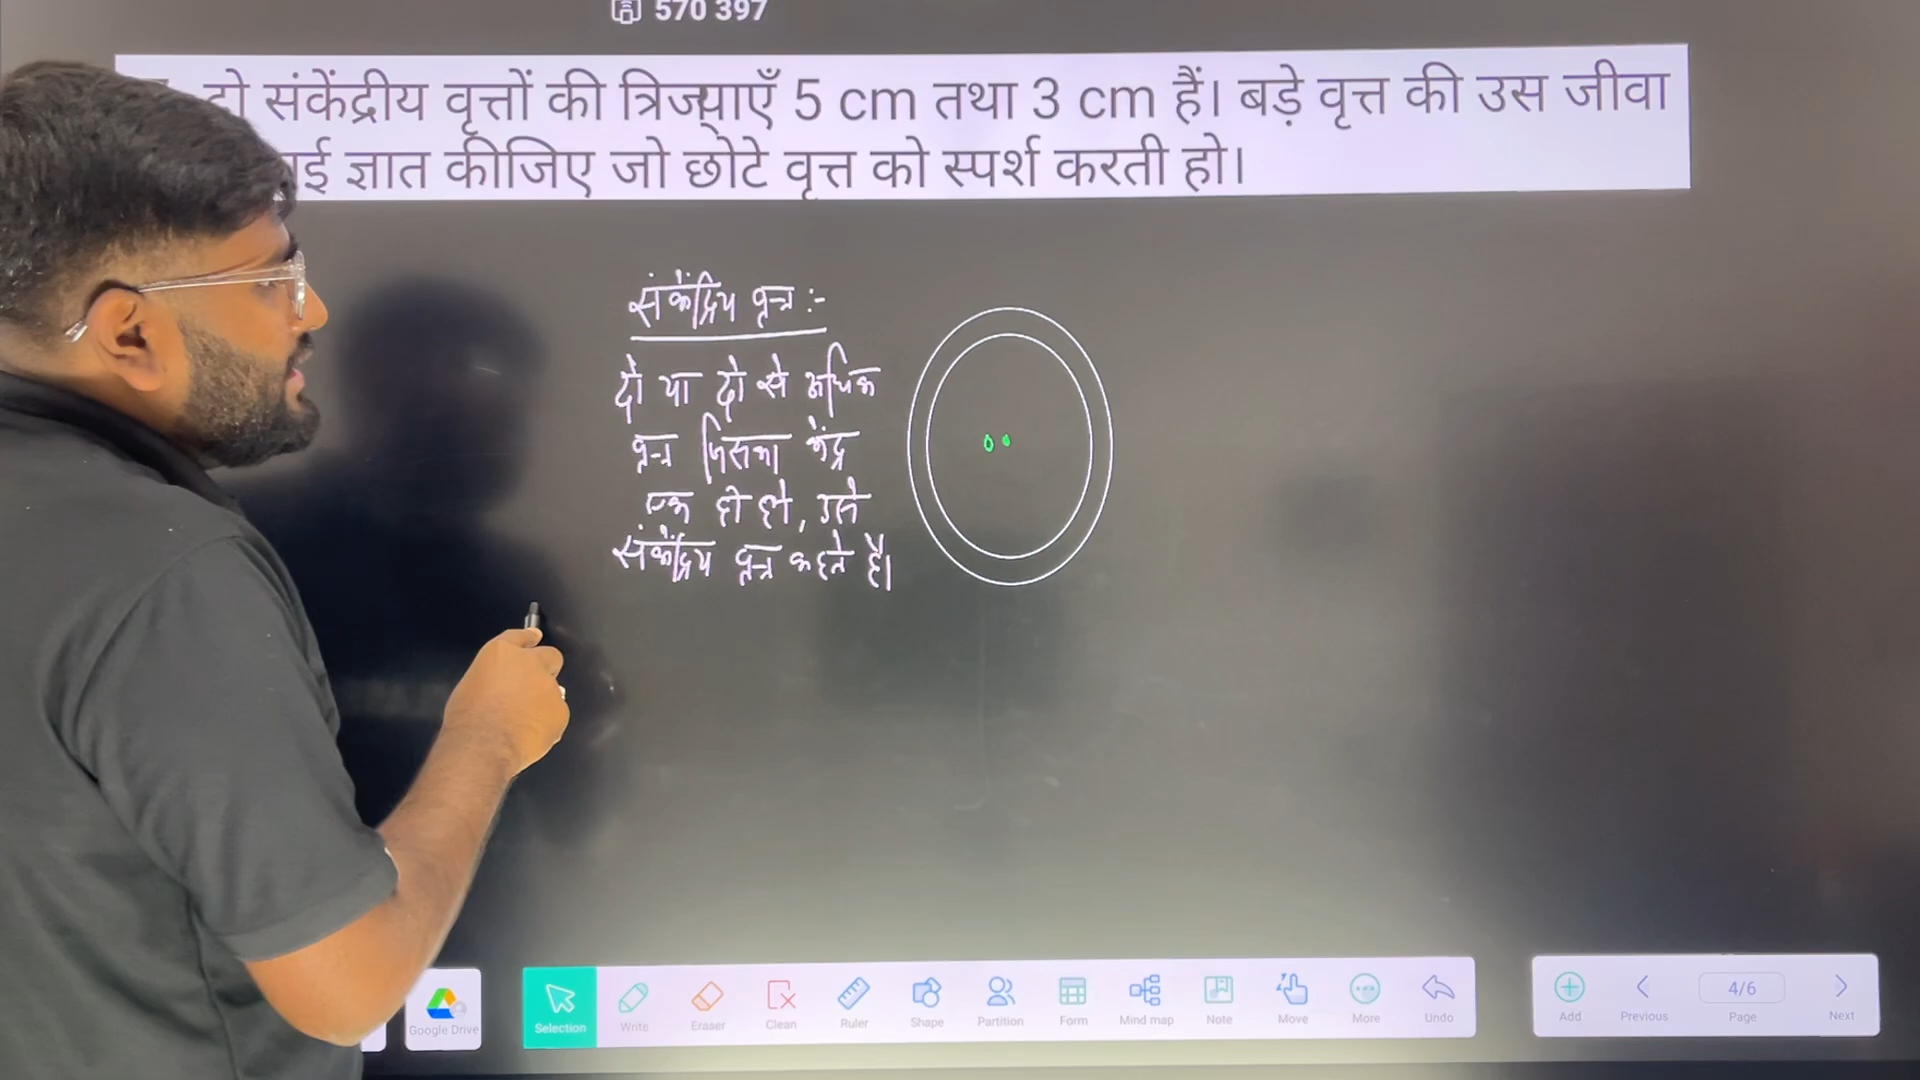 570 397
दो संकेंद्रीय वृत्तों की त्रिज्याएँ 5 cm तथा 3 cm हैं। बड़े वृत्त की उस जीवा
ई ज्ञात कीजिए जो छोटे वृत्त को स्पर्श करती हो।
संकेंद्रिय वृत्त :-
दो या दो से अधिक
वृत्त जिसका केंद्र
एक ही हो, उसे
संकेंद्रिय वृत्त कहते है।
0
Google Drive
Selection Write Eraser Clean Ruler Shape Partition Form Mind map Note Move More Undo
4/6
Add Previous Page Next